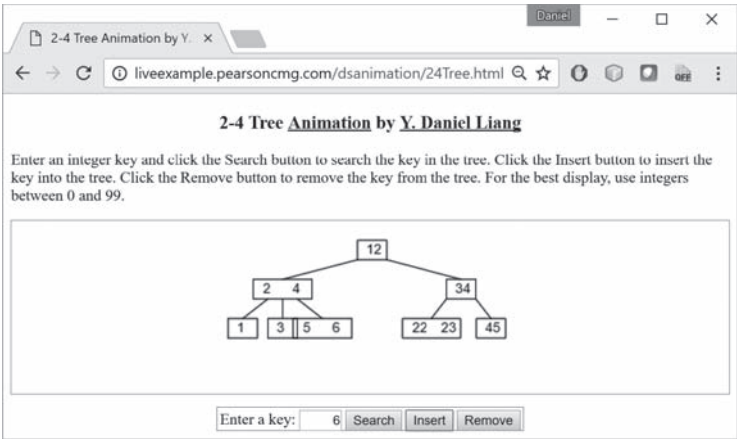 Daniel
2-4 Tree Animation by Y.
liveexample.pearsoncmg.com/dsanimation/24Tree.html
OFF
2-4 Tree Animation by Y. Daniel Liang
Enter an integer key and click the Search button to search the key in the tree. Click the Insert button to insert the
key into the tree. Click the Remove button to remove the key from the tree. For the best display, use integers
between 0 and 99.
12
2 4 34
1 3 5 6 22 23 45
Enter a key: 6 Search Insert Remove